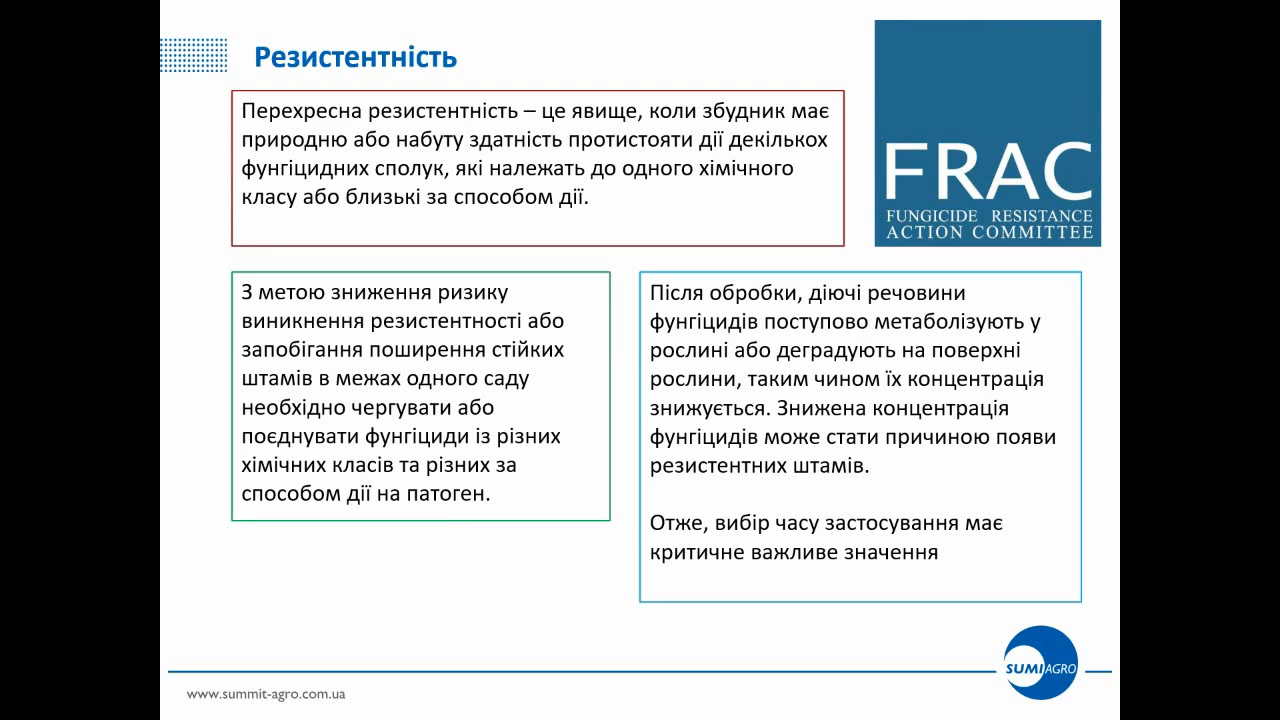 Резистентність
Перехресна резистентність – це явище, коли збудник має
природню або набуту здатність протистояти дії декількох
фунгіцидних сполук, які належать до одного хімічного
класу або близькі за способом дії.
FRAC
FUNGICIDE RESISTANCE
ACTION COMMITTEE
З метою зниження ризику
виникнення резистентності або
запобігання поширення стійких
штамів в межах одного саду
необхідно чергувати або
поєднувати фунгіциди із різних
хімічних класів та різних за
способом дії на патоген.
Після обробки, діючі речовини
фунгіцидів поступово метаболізують у
рослині або деградують на поверхні
рослини, таким чином їх концентрація
знижується. Знижена концентрація
фунгіцидів може стати причиною появи
резистентних штамів.
Отже, вибір часу застосування має
критичне важливе значення
SUMIAGRO
www.summit-agro.com.ua